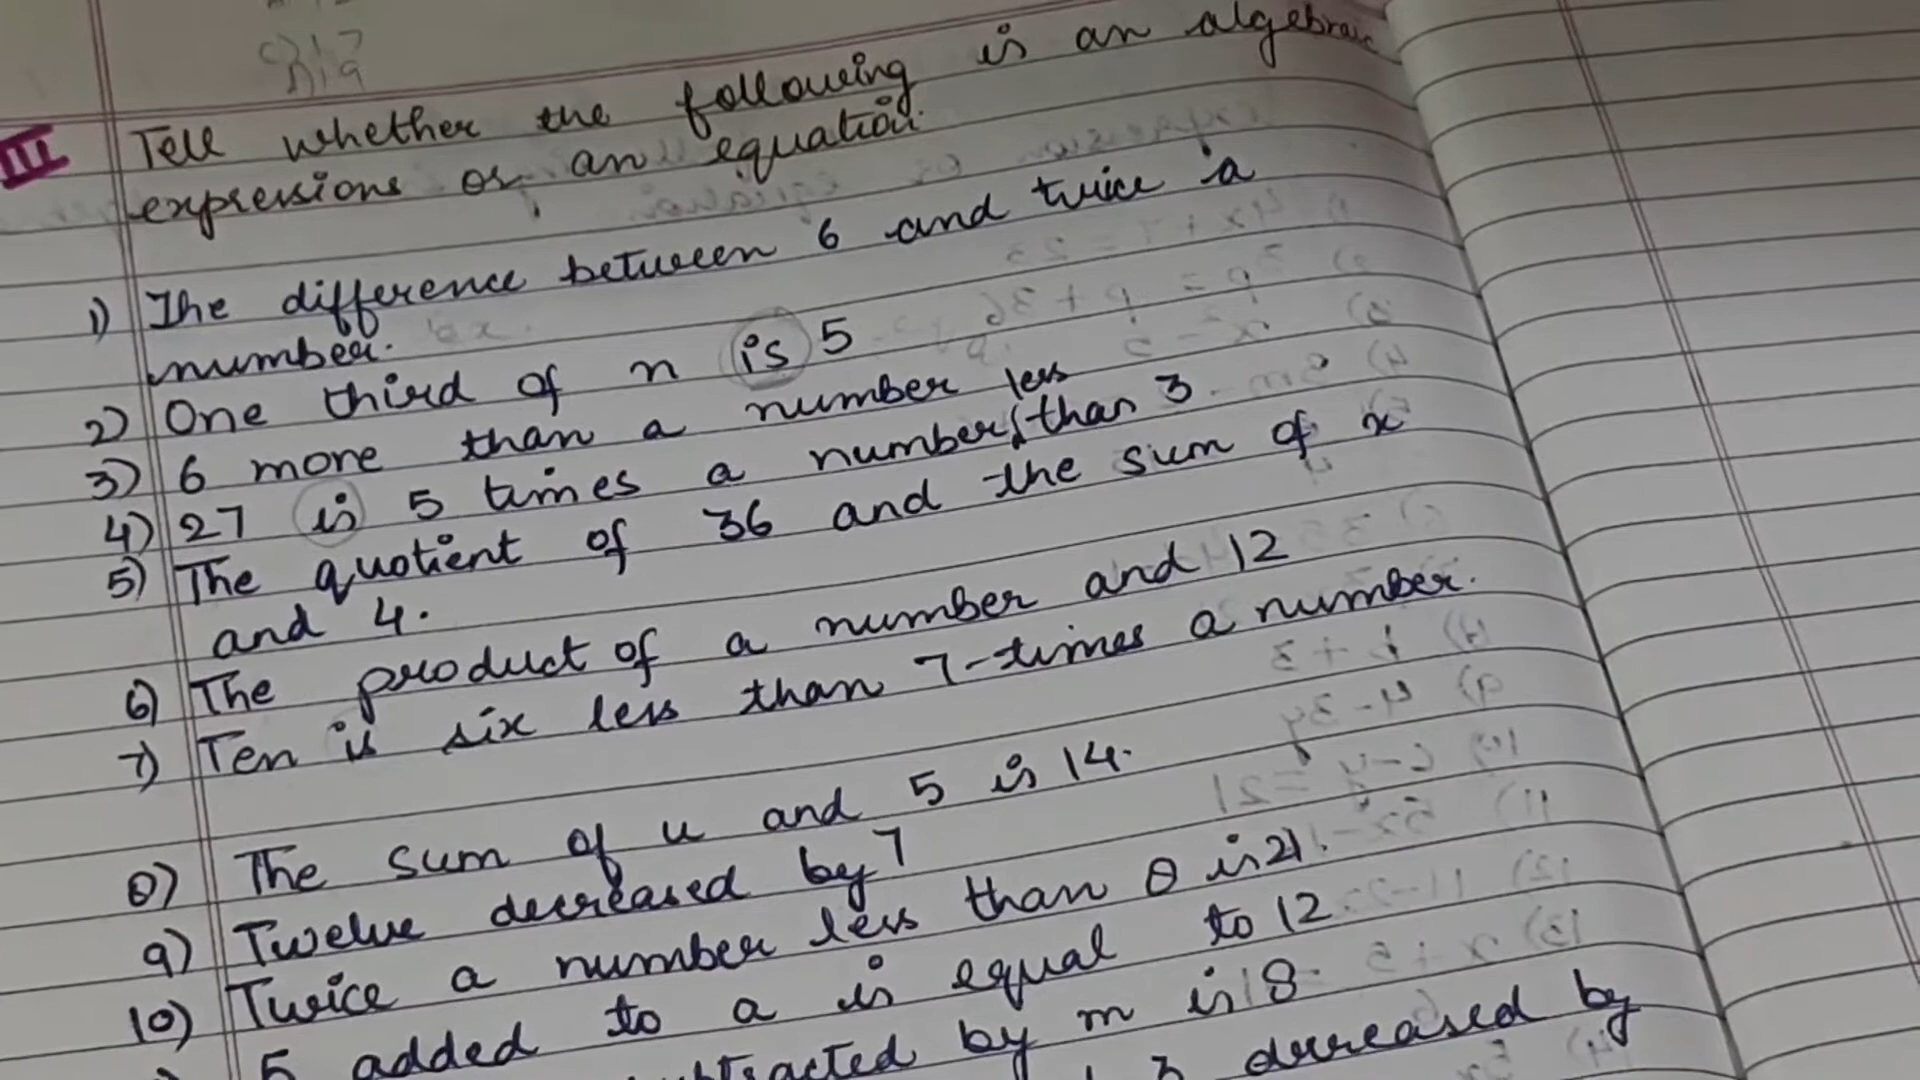 III Tell whether the following is an algebraic
expressions or an equation.
1) The difference between 6 and twice a
number.
2) One third of n is 5
3) 6 more than a number
4) 27 is 5 times a number less than 3
5) The quotient of 36 and the sum of x
and 4.
6) The product of a number and 12
7) Ten is six less than 7-times a number.
8) The sum of u and 5 is 14.
9) Twelve decreased by 7
10) Twice a number less than θ is 21.
5 added to a is equal to 12
by m is 18.
3 decreased by